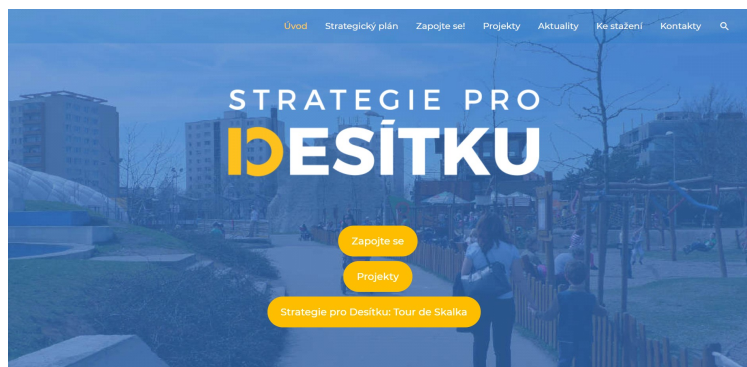 Úvod Strategický plán Zapojte se! Projekty Aktuality Ke stažení Kontakty
STRATEGIE PRO
DESÍTKU
Zapojte se
Projekty
Strategie pro Desítku: Tour de Skalka